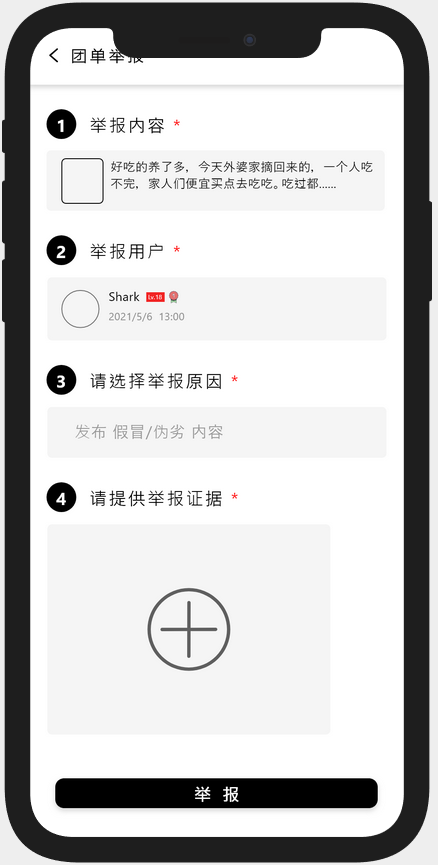 团单举报
1 举报内容 *
好吃的养了多，今天外婆家摘回来的，一个人吃
不完，家人们便宜买点去吃吃。吃过都......
2 举报用户 *
Shark Lv.18
2021/5/6 13:00
3 请选择举报原因 *
发布 假冒/伪劣 内容
4 请提供举报证据 *
举 报